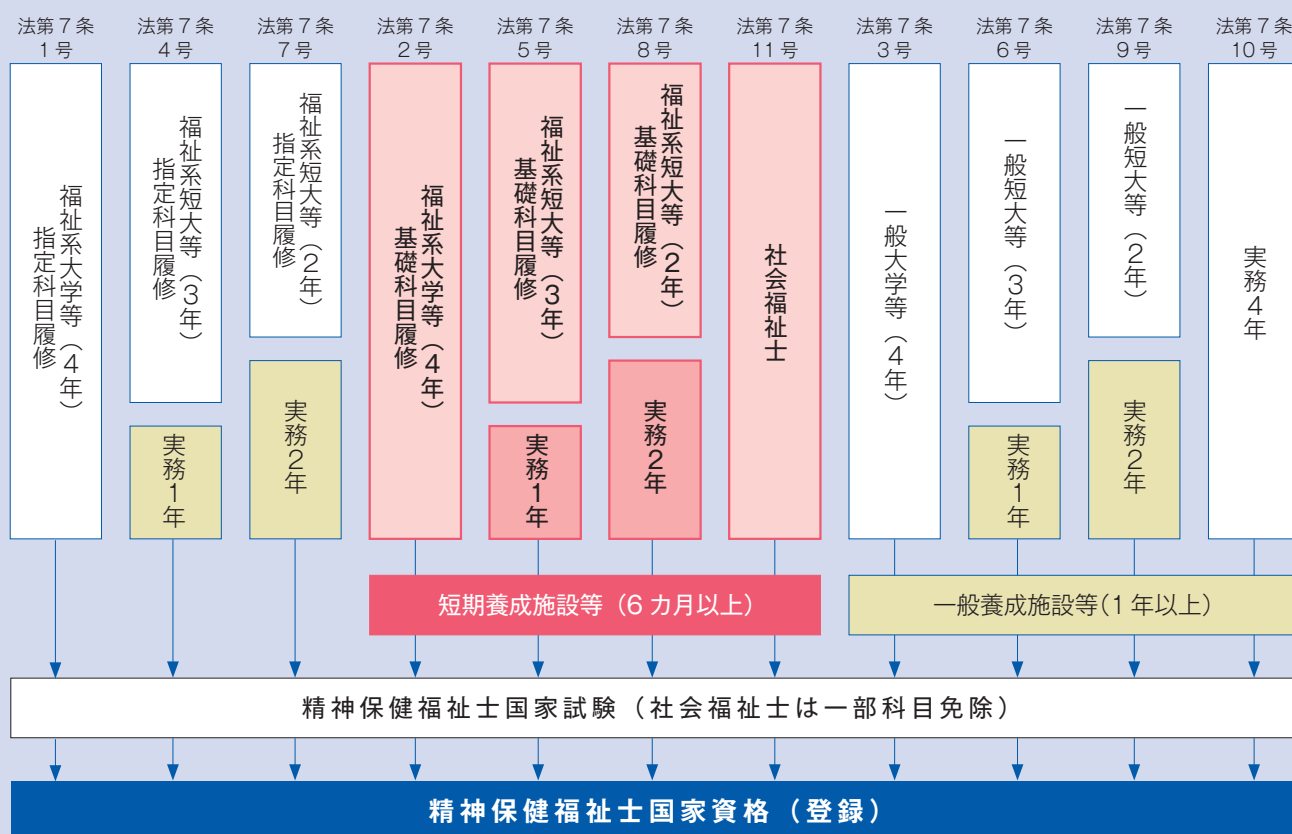 法第7条
1号
法第7条
4号
法第7条
7号
法第7条
2号
法第7条
5号
法第7条
8号
法第7条
11号
法第7条
3号
法第7条
6号
法第7条
9号
法第7条
10号
福祉系大学等（4年）
指定科目履修
福祉系短大等（3年）
指定科目履修
実務1年
福祉系短大等（2年）
指定科目履修
実務2年
福祉系大学等（4年）
基礎科目履修
福祉系短大等（3年）
基礎科目履修
実務1年
福祉系短大等（2年）
基礎科目履修
実務2年
社会福祉士
一般大学等（4年）
一般短大等（3年）
実務1年
一般短大等（2年）
実務2年
実務4年
短期養成施設等（6カ月以上）
一般養成施設等（1年以上）
精神保健福祉士国家試験（社会福祉士は一部科目免除）
精神保健福祉士国家資格（登録）